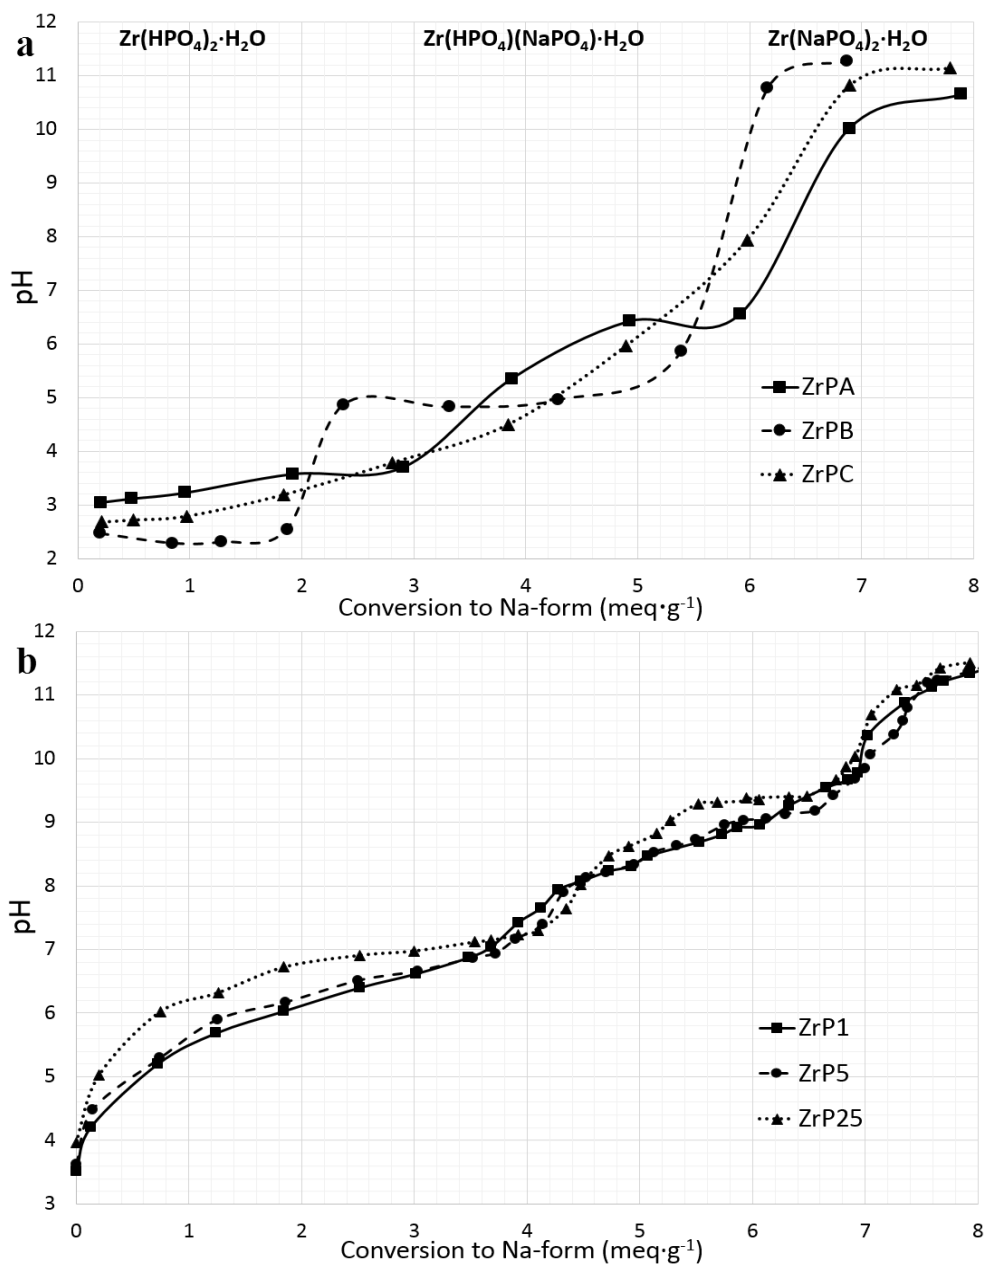 a
Zr(HPO₄)₂·H₂O Zr(HPO₄)(NaPO₄)·H₂O Zr(NaPO₄)₂·H₂O
12
11
10
9
8
7
6
5
4
3
2
pH
ZrPA
ZrPB
ZrPC
0 1 2 3 4 5 6 7 8
Conversion to Na-form (meq·g⁻¹)
b
12
11
10
9
8
7
6
5
4
3
pH
ZrP1
ZrP5
ZrP25
0 1 2 3 4 5 6 7 8
Conversion to Na-form (meq·g⁻¹)